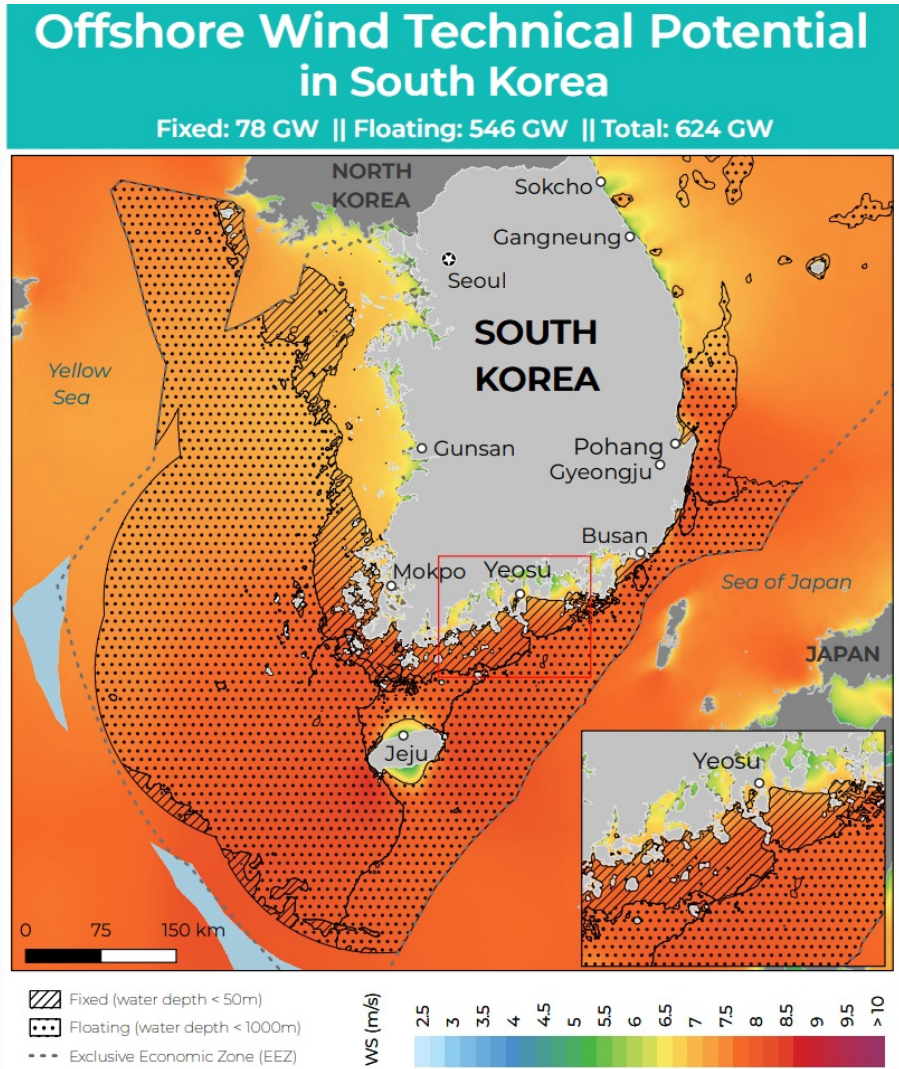 Offshore Wind Technical Potential
in South Korea
Fixed: 78 GW || Floating: 546 GW || Total: 624 GW
NORTH
KOREA
Sokcho
Gangneung
Seoul
SOUTH
KOREA
Yellow
Sea
Gunsan
Pohang
Gyeongju
Busan
Mokpo
Yeosu
Sea of Japan
JAPAN
Jeju
Yeosu
0 75 150 km
Fixed (water depth < 50m)
Floating (water depth < 1000m)
Exclusive Economic Zone (EEZ)
WS (m/s)
2.5 3 3.5 4 4.5 5 5.5 6 6.5 7 7.5 8 8.5 9 9.5 > 10